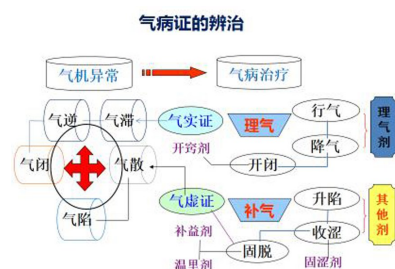 气病证的辨治
气机异常
气病治疗
气逆
气滞
气实证
理气
行气
理气剂
开窍剂
降气
气闭
气散
开闭
气虚证
补气
升陷
其他剂
气陷
补益剂
收涩
温里剂
固脱
固涩剂